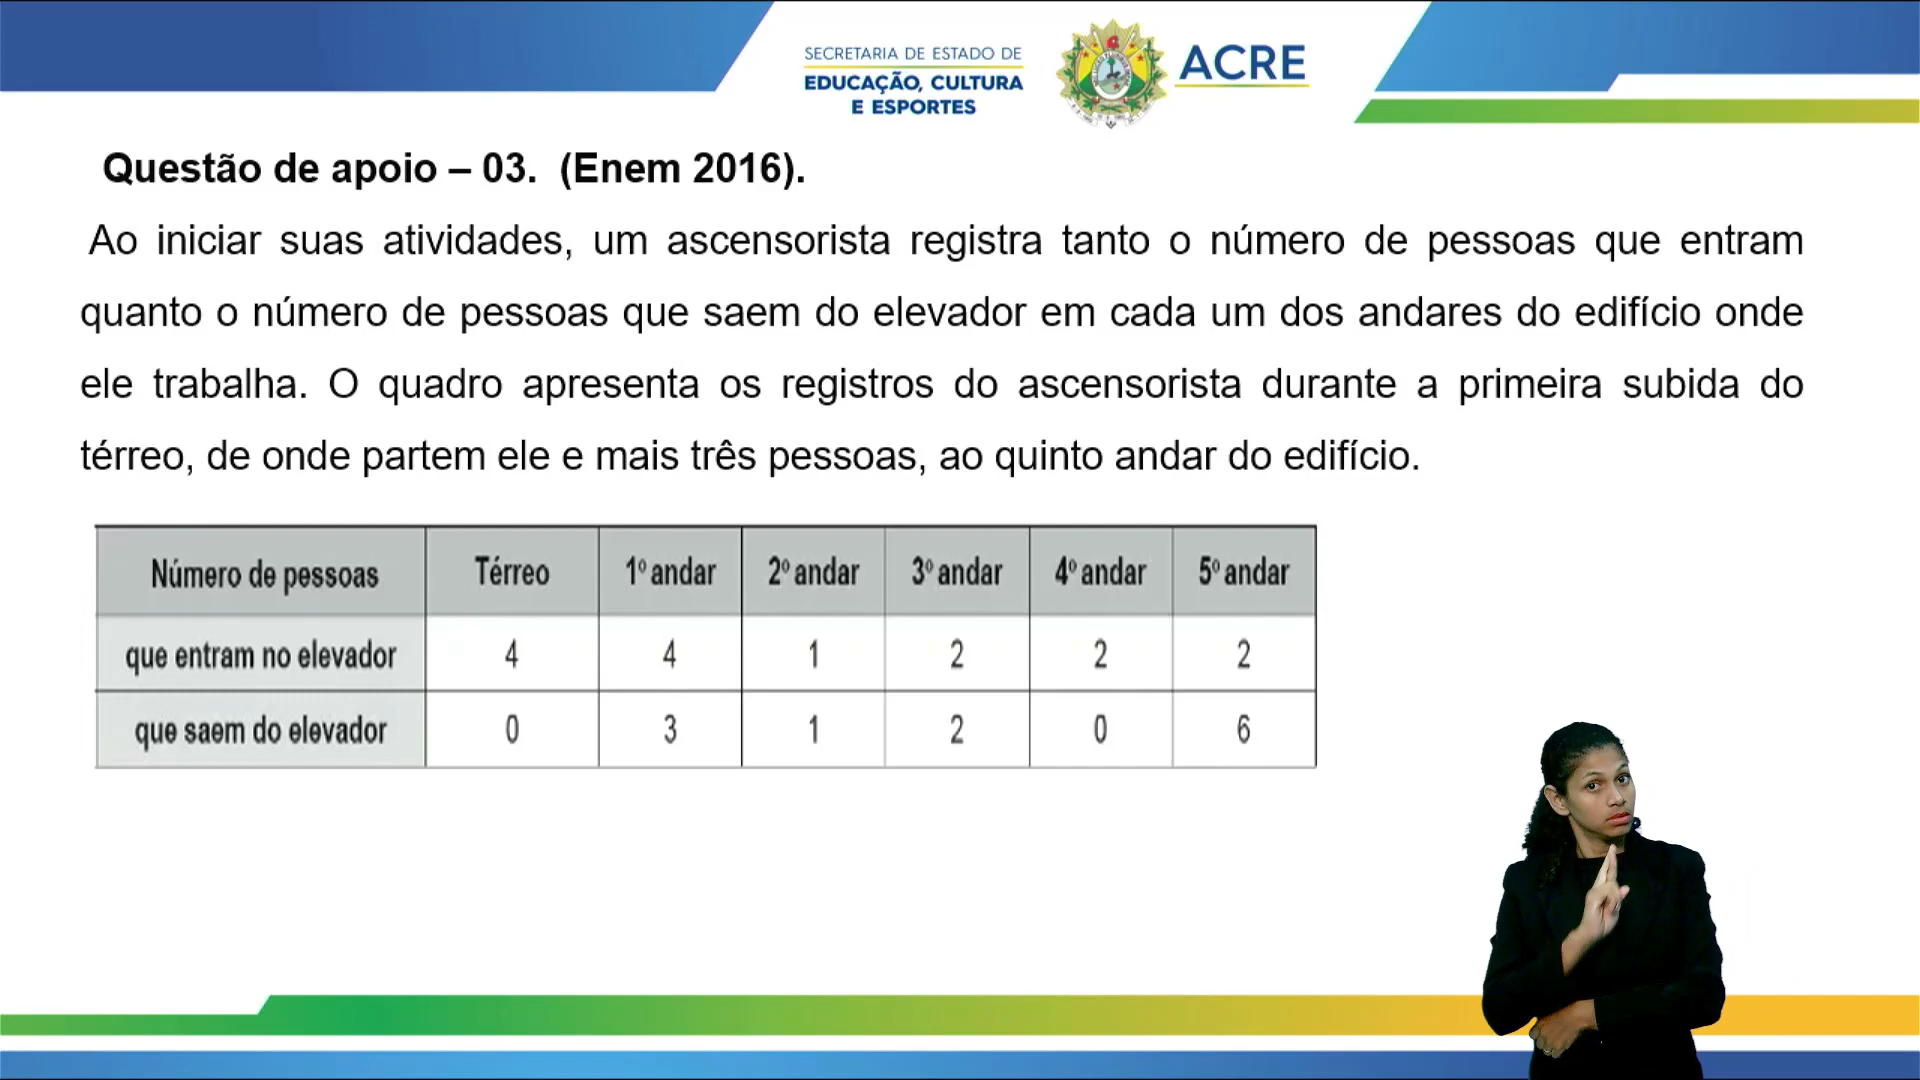 SECRETARIA DE ESTADO DE
EDUCAÇÃO, CULTURA
E ESPORTES
ACRE
Questão de apoio – 03. (Enem 2016).
Ao iniciar suas atividades, um ascensorista registra tanto o número de pessoas que entram
quanto o número de pessoas que saem do elevador em cada um dos andares do edifício onde
ele trabalha. O quadro apresenta os registros do ascensorista durante a primeira subida do
térreo, de onde partem ele e mais três pessoas, ao quinto andar do edifício.
Número de pessoas Térreo 1º andar 2º andar 3º andar 4º andar 5º andar
que entram no elevador 4 4 1 2 2 2
que saem do elevador 0 3 1 2 0 6